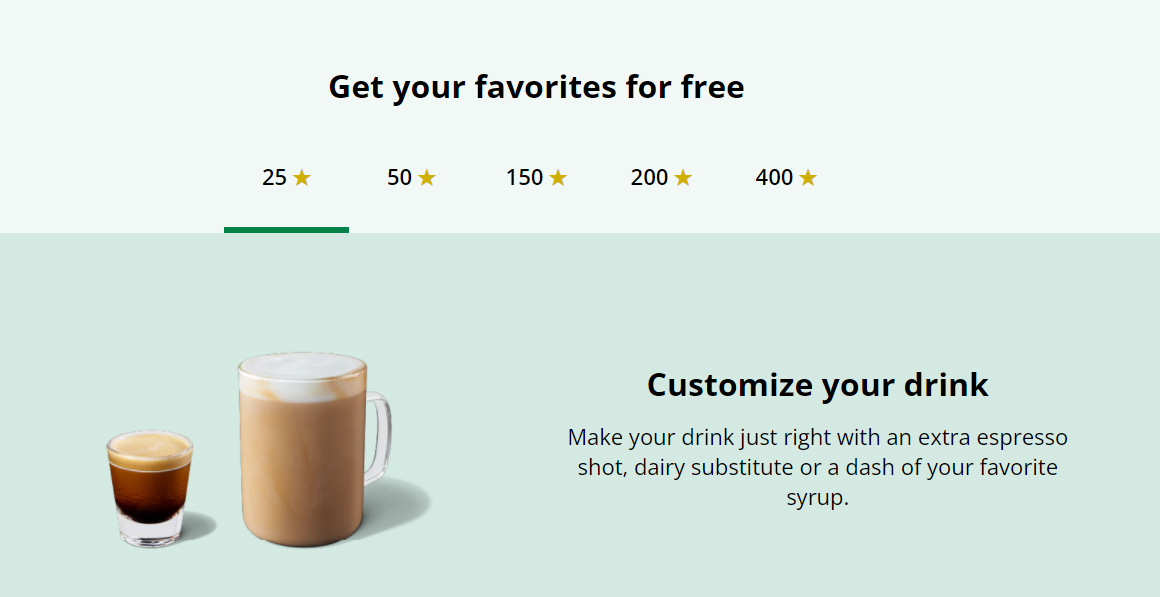 Get your favorites for free
25 ★ 50 ★ 150 ★ 200 ★ 400 ★
Customize your drink
Make your drink just right with an extra espresso
shot, dairy substitute or a dash of your favorite
syrup.